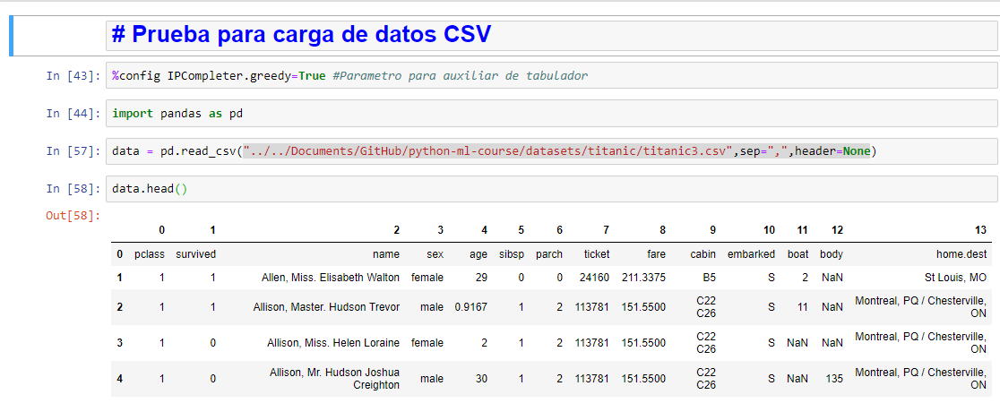 # Prueba para carga de datos CSV
In [43]: %config IPCompleter.greedy=True #Parametro para auxiliar de tabulador
In [44]: import pandas as pd
In [57]: data = pd.read_csv("../../Documents/GitHub/python-ml-course/datasets/titanic/titanic3.csv",sep=",",header=None)
In [58]: data.head()
Out[58]:
0 1 2 3 4 5 6 7 8 9 10 11 12 13
0 pclass survived name sex age sibsp parch ticket fare cabin embarked boat body home.dest
1 1 1 Allen, Miss. Elisabeth Walton female 29 0 0 24160 211.3375 B5 S 2 NaN St Louis, MO
2 1 1 Allison, Master. Hudson Trevor male 0.9167 1 2 113781 151.5500 C22 C26 S 11 NaN Montreal, PQ / Chesterville, ON
3 1 0 Allison, Miss. Helen Loraine female 2 1 2 113781 151.5500 C22 C26 S NaN NaN Montreal, PQ / Chesterville, ON
4 1 0 Allison, Mr. Hudson Joshua Creighton male 30 1 2 113781 151.5500 C22 C26 S NaN 135 Montreal, PQ / Chesterville, ON